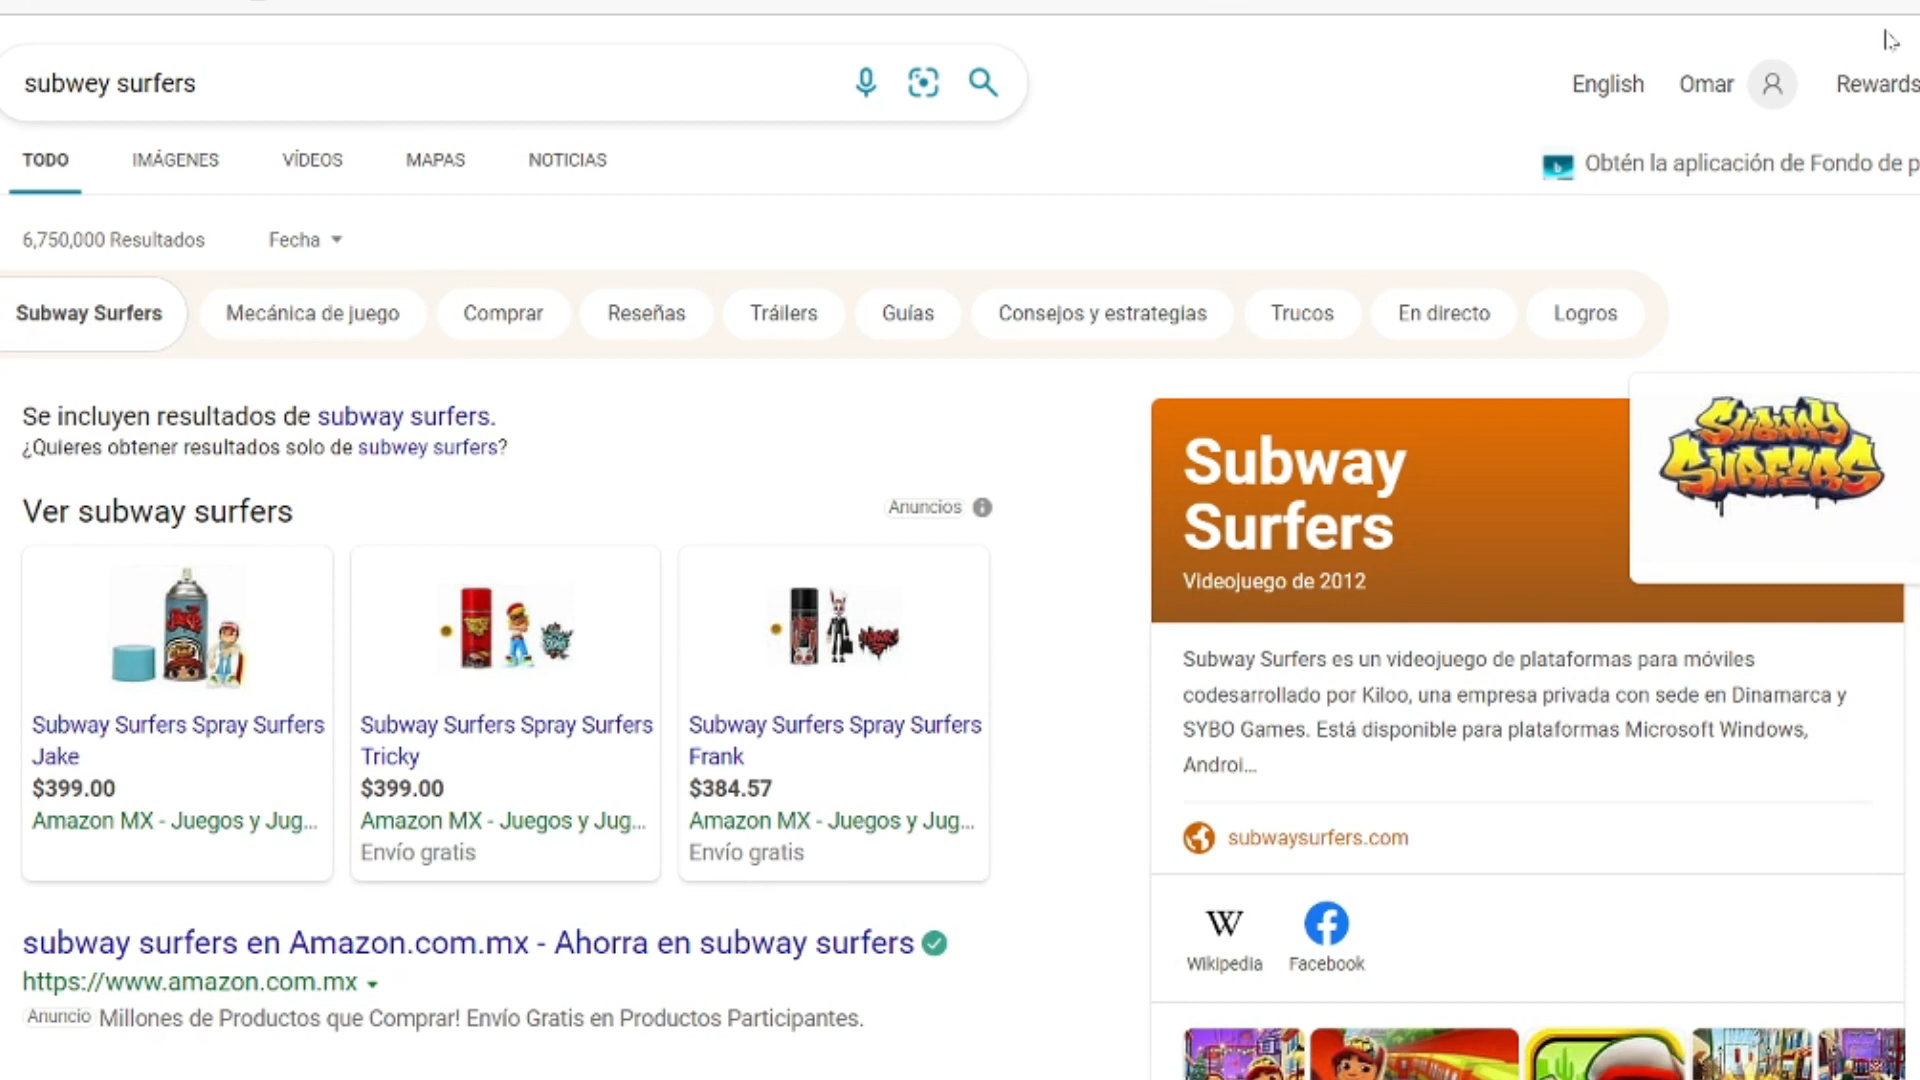 subwey surfers
English Omar Rewards
TODO IMÁGENES VÍDEOS MAPAS NOTICIAS
Obtén la aplicación de Fondo de p
6,750,000 Resultados Fecha
Subway Surfers Mecánica de juego Comprar Reseñas Tráilers Guías Consejos y estrategias Trucos En directo Logros
Se incluyen resultados de subway surfers.
¿Quieres obtener resultados solo de subwey surfers?
Ver subway surfers
Anuncios
Subway Surfers Spray Surfers
Jake
$399.00
Amazon MX - Juegos y Jug...
Subway Surfers Spray Surfers
Tricky
$399.00
Amazon MX - Juegos y Jug...
Envío gratis
Subway Surfers Spray Surfers
Frank
$384.57
Amazon MX - Juegos y Jug...
Envío gratis
subway surfers en Amazon.com.mx - Ahorra en subway surfers
https://www.amazon.com.mx
Anuncio Millones de Productos que Comprar! Envío Gratis en Productos Participantes.
Subway
Surfers
Videojuego de 2012
SUBWAY
SURFERS
Subway Surfers es un videojuego de plataformas para móviles
codesarrollado por Kiloo, una empresa privada con sede en Dinamarca y
SYBO Games. Está disponible para plataformas Microsoft Windows,
Androi...
subwaysurfers.com
W
Wikipedia Facebook